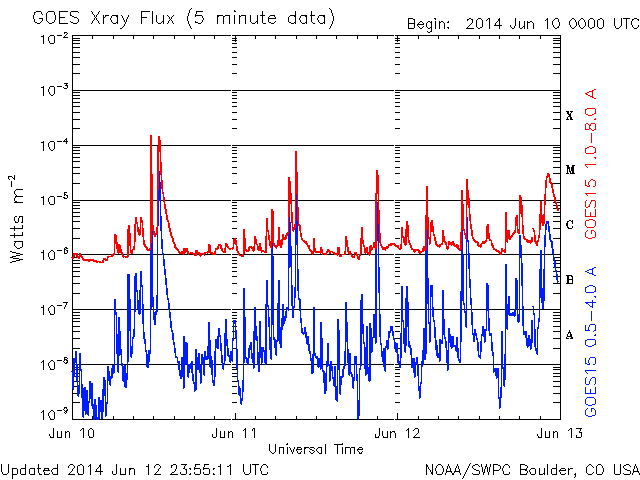 GOES Xray Flux (5 minute data)
Begin: 2014 Jun 10 0000 UTC
10-2
10-3
10-4
10-5
10-6
10-7
10-8
10-9
Watts m-2
X
M
C
B
A
GOES15 1.0-8.0 A
GOES15 0.5-4.0 A
Jun 10
Jun 11
Jun 12
Jun 13
Universal Time
Updated 2014 Jun 12 23:55:11 UTC
NOAA/SWPC Boulder, CO USA